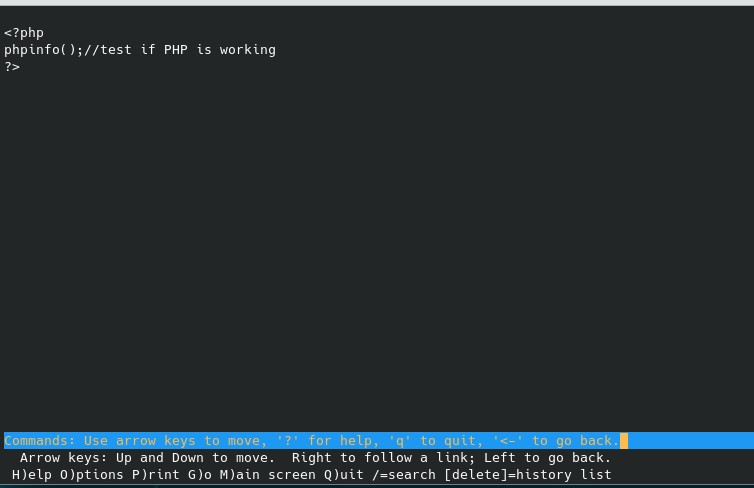 <?php
phpinfo();//test if PHP is working
?>
Commands: Use arrow keys to move, '?' for help, 'q' to quit, '<-' to go back.
Arrow keys: Up and Down to move.  Right to follow a link; Left to go back.
H)elp O)ptions P)rint G)o M)ain screen Q)uit /=search [delete]=history list